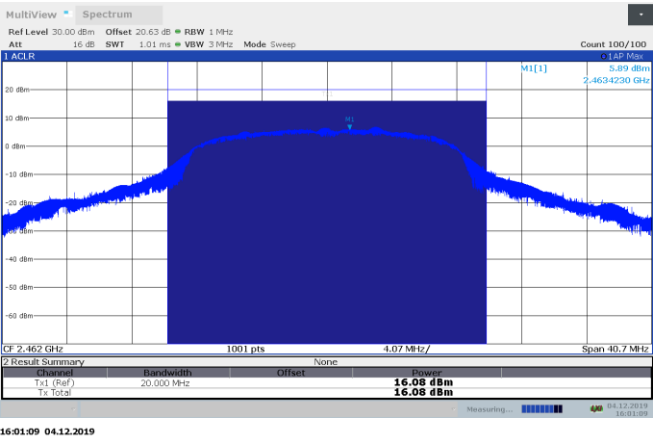 MultiView Spectrum
Ref Level 30.00 dBm Offset 20.63 dB RBW 1 MHz
Att 16 dB SWT 1.01 ms VBW 3 MHz Mode Sweep Count 100/100
1 ACLR 1AP Max
M1[1] 5.89 dBm
2.4634230 GHz
20 dBm
10 dBm
M1
0 dBm
-10 dBm
-20 dBm
-50 dBm
-60 dBm
CF 2.462 GHz 1001 pts 4.07 MHz/ Span 40.7 MHz
2 Result Summary None
Channel Bandwidth Offset Power
Tx1 (Ref) 20.000 MHz 16.08 dBm
Tx Total 16.08 dBm
Measuring... 04.12.2019
16:01:09
16:01:09 04.12.2019